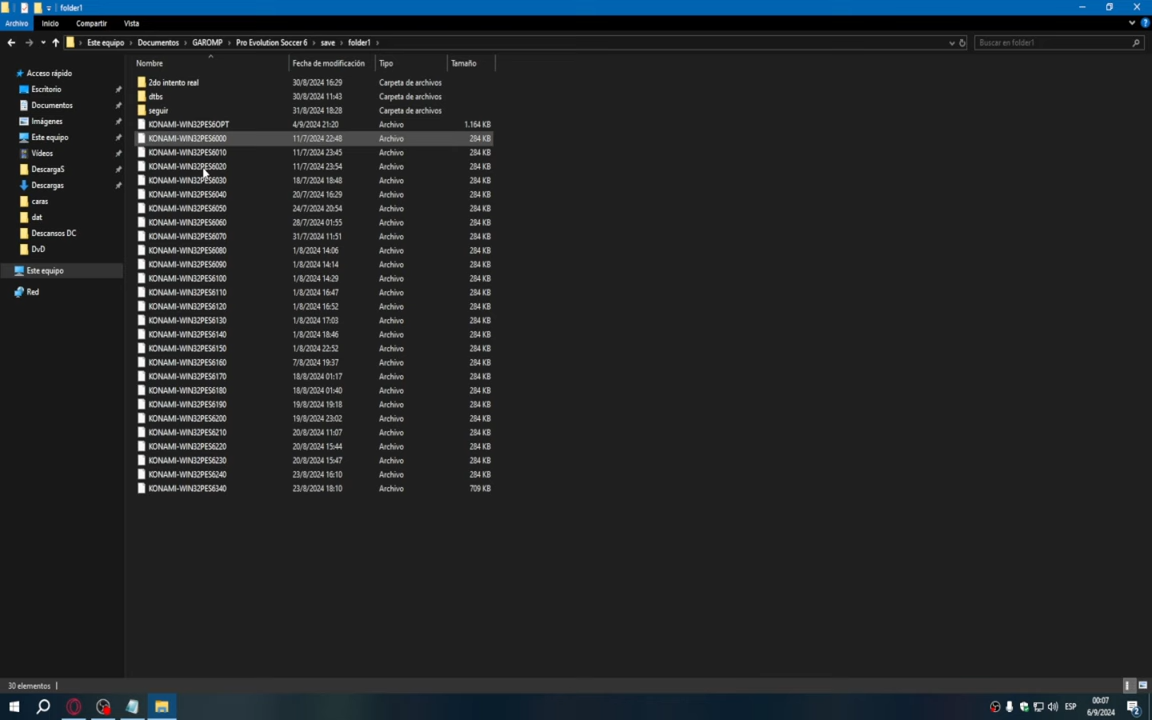 folder1
Archivo Inicio Compartir Vista
Este equipo > Documentos > GAROMP > Pro Evolution Soccer 6 > save > folder1 >
Buscar en folder1
Nombre Fecha de modificación Tipo Tamaño
Acceso rápido
Escritorio
Documentos
Imágenes
Este equipo
Vídeos
DescargaS
Descargas
caras
dat
Descansos DC
DvD
Este equipo
Red
2do intento real 30/8/2024 16:29 Carpeta de archivos
dtbs 30/8/2024 11:43 Carpeta de archivos
seguir 31/8/2024 18:28 Carpeta de archivos
KONAMI-WIN32PES6OPT 4/9/2024 21:20 Archivo 1.164 KB
KONAMI-WIN32PES6000 11/7/2024 22:48 Archivo 284 KB
KONAMI-WIN32PES6010 11/7/2024 23:45 Archivo 284 KB
KONAMI-WIN32PES6020 11/7/2024 23:54 Archivo 284 KB
KONAMI-WIN32PES6030 18/7/2024 18:48 Archivo 284 KB
KONAMI-WIN32PES6040 20/7/2024 16:29 Archivo 284 KB
KONAMI-WIN32PES6050 24/7/2024 20:54 Archivo 284 KB
KONAMI-WIN32PES6060 28/7/2024 01:55 Archivo 284 KB
KONAMI-WIN32PES6070 31/7/2024 11:51 Archivo 284 KB
KONAMI-WIN32PES6080 1/8/2024 14:06 Archivo 284 KB
KONAMI-WIN32PES6090 1/8/2024 14:14 Archivo 284 KB
KONAMI-WIN32PES6100 1/8/2024 14:29 Archivo 284 KB
KONAMI-WIN32PES6110 1/8/2024 16:47 Archivo 284 KB
KONAMI-WIN32PES6120 1/8/2024 16:52 Archivo 284 KB
KONAMI-WIN32PES6130 1/8/2024 17:03 Archivo 284 KB
KONAMI-WIN32PES6140 1/8/2024 18:46 Archivo 284 KB
KONAMI-WIN32PES6150 1/8/2024 22:52 Archivo 284 KB
KONAMI-WIN32PES6160 7/8/2024 19:37 Archivo 284 KB
KONAMI-WIN32PES6170 18/8/2024 01:17 Archivo 284 KB
KONAMI-WIN32PES6180 18/8/2024 01:40 Archivo 284 KB
KONAMI-WIN32PES6190 19/8/2024 19:18 Archivo 284 KB
KONAMI-WIN32PES6200 19/8/2024 23:02 Archivo 284 KB
KONAMI-WIN32PES6210 20/8/2024 11:07 Archivo 284 KB
KONAMI-WIN32PES6220 20/8/2024 15:44 Archivo 284 KB
KONAMI-WIN32PES6230 20/8/2024 15:47 Archivo 284 KB
KONAMI-WIN32PES6240 23/8/2024 16:10 Archivo 284 KB
KONAMI-WIN32PES6340 23/8/2024 18:10 Archivo 709 KB
30 elementos
ESP
00:07
6/9/2024
2